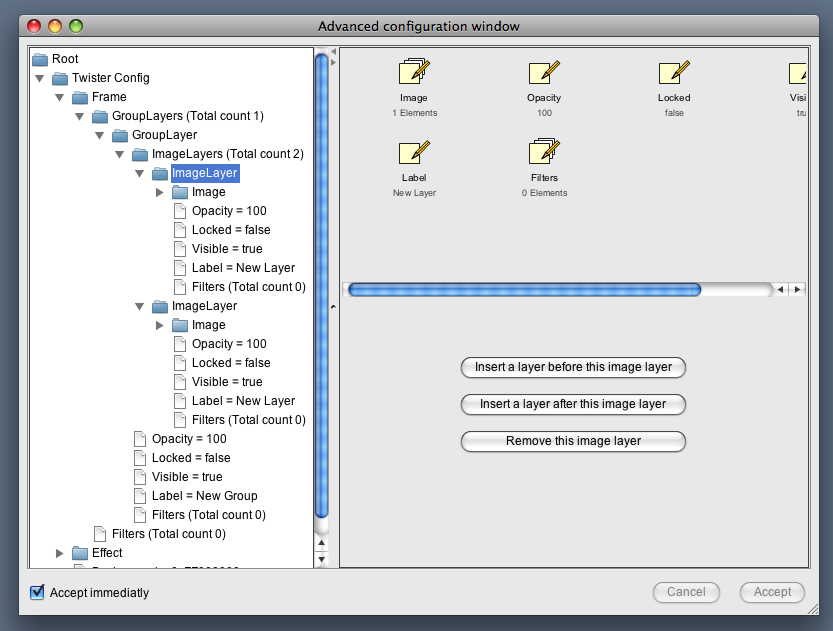 Advanced configuration window
Root
Twister Config
Frame
GroupLayers (Total count 1)
GroupLayer
ImageLayers (Total count 2)
ImageLayer
Image
Opacity = 100
Locked = false
Visible = true
Label = New Layer
Filters (Total count 0)
ImageLayer
Image
Opacity = 100
Locked = false
Visible = true
Label = New Layer
Filters (Total count 0)
Opacity = 100
Locked = false
Visible = true
Label = New Group
Filters (Total count 0)
Filters (Total count 0)
Effect
Image
1 Elements
Opacity
100
Locked
false
Visi
tru
Label
New Layer
Filters
0 Elements
Insert a layer before this image layer
Insert a layer after this image layer
Remove this image layer
Accept immediatly
Cancel
Accept